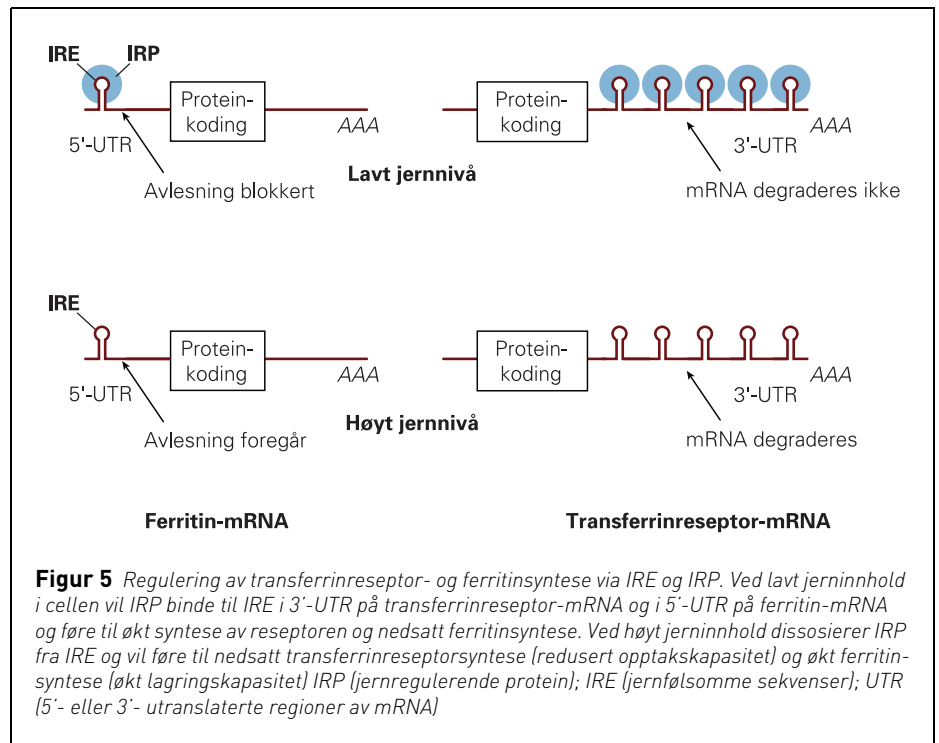 IRE IRP
Protein-
koding
AAA
5'-UTR
Avlesning blokkert
Protein-
koding
AAA
3'-UTR
mRNA degraderes ikke
Lavt jernnivå
IRE
Protein-
koding
AAA
5'-UTR
Avlesning foregår
Protein-
koding
AAA
3'-UTR
mRNA degraderes
Høyt jernnivå
Ferritin-mRNA
Transferrinreseptor-mRNA
Figur 5 Regulering av transferrinreseptor- og ferritinsyntese via IRE og IRP. Ved lavt jerninnhold
i cellen vil IRP binde til IRE i 3'-UTR på transferrinreseptor-mRNA og i 5'-UTR på ferritin-mRNA
og føre til økt syntese av reseptoren og nedsatt ferritinsyntese. Ved høyt jerninnhold dissosierer IRP
fra IRE og vil føre til nedsatt transferrinreseptorsyntese (redusert opptakskapasitet) og økt ferritin-
syntese (økt lagringskapasitet) IRP (jernregulerende protein); IRE (jernfølsomme sekvenser); UTR
(5'- eller 3'- utranslaterte regioner av mRNA)